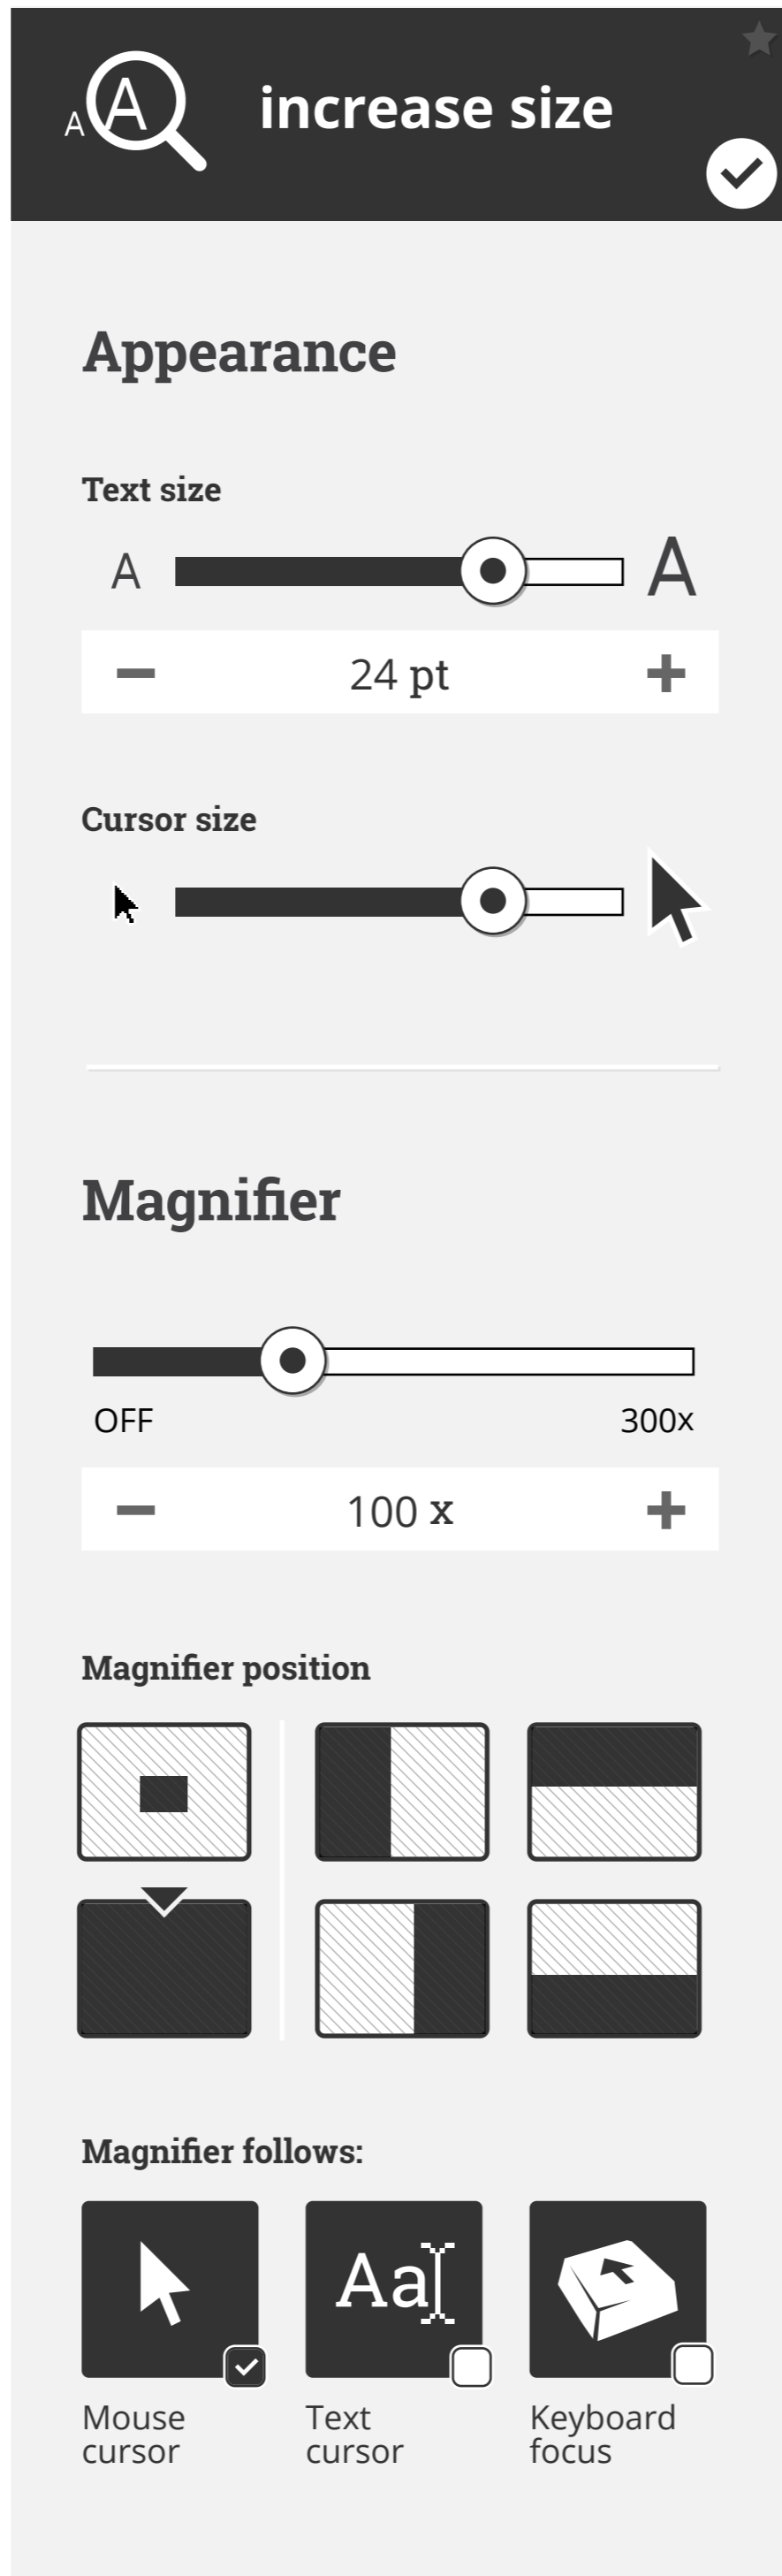 A A increase size
Appearance
Text size
A A
24 pt
Cursor size
Magnifier
OFF 300x
100 x
Magnifier position
Magnifier follows:
Aa
Mouse cursor
Text cursor
Keyboard focus